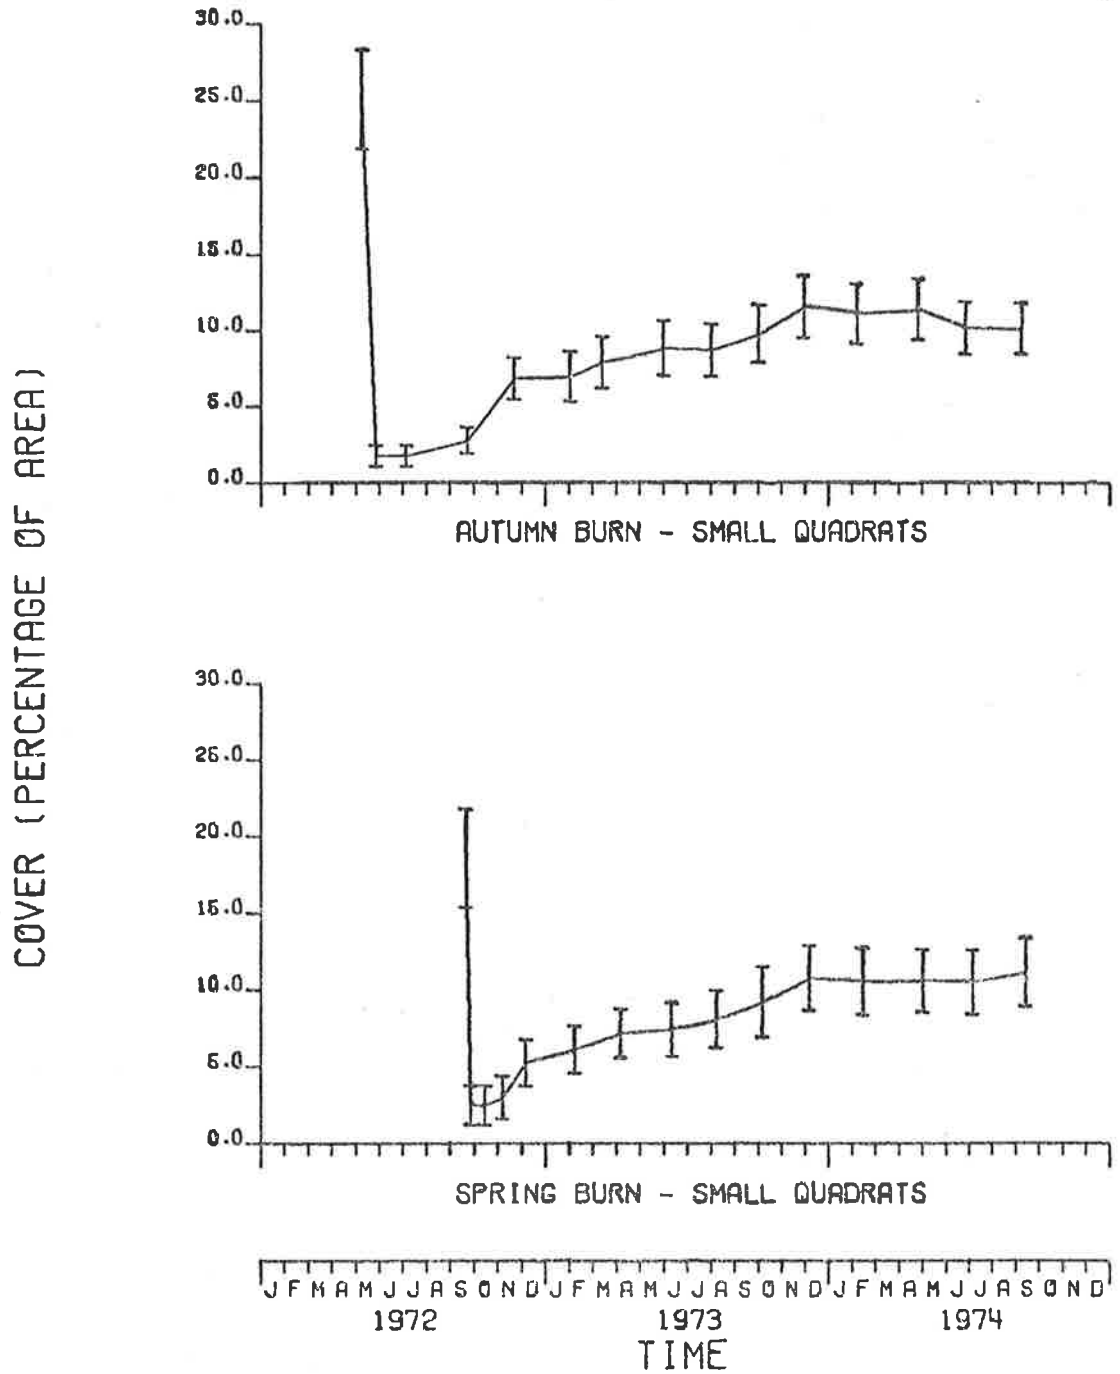 COVER (PERCENTAGE OF AREA)
30.0
25.0
20.0
15.0
10.0
5.0
0.0
AUTUMN BURN - SMALL QUADRATS
30.0
25.0
20.0
15.0
10.0
5.0
0.0
SPRING BURN - SMALL QUADRATS
J F M A M J J A S O N D J F M A M J J A S O N D J F M A M J J A S O N D
1972 1973 1974
TIME